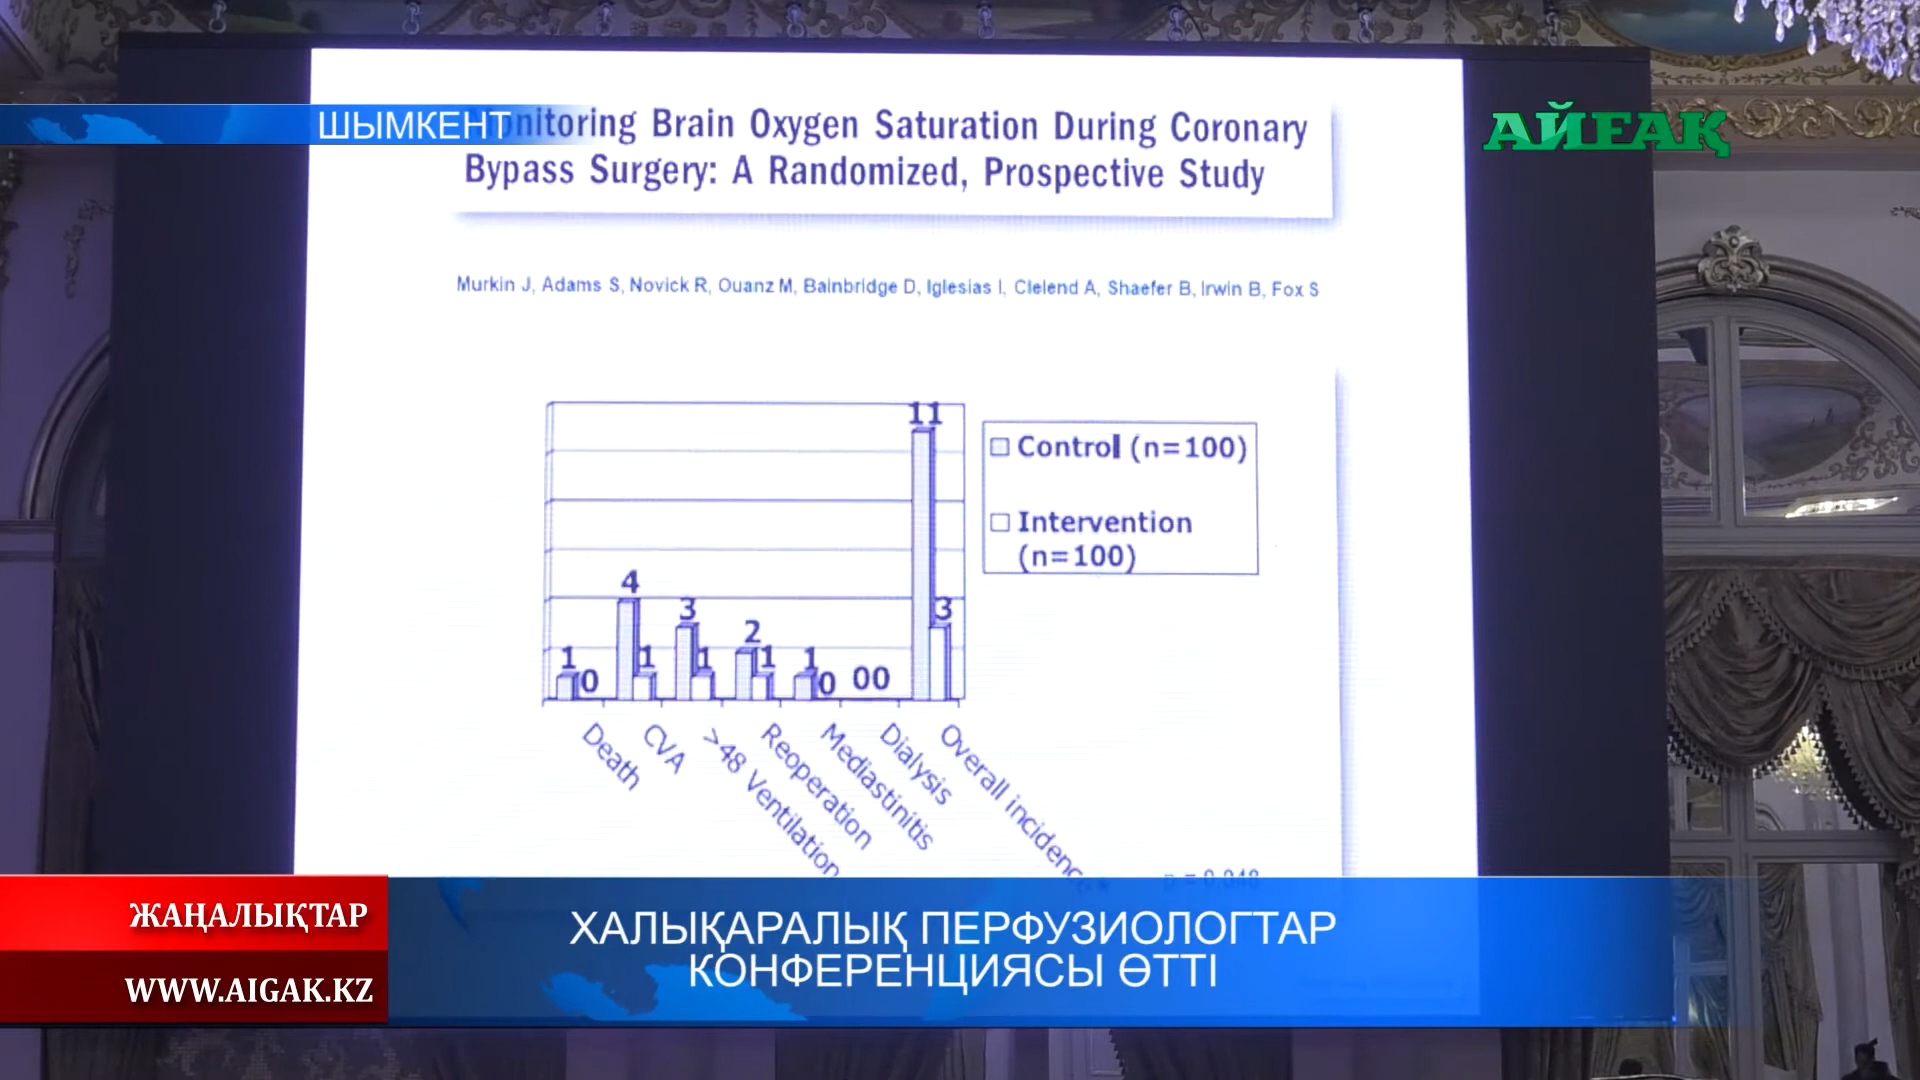 ШЫМКЕНТ
nitoring Brain Oxygen Saturation During Coronary
Bypass Surgery: A Randomized, Prospective Study
АЙҒАҚ
Murkin J, Adams S, Novick R, Ouanz M, Bainbridge D, Iglesias I, Clelend A, Shaefer B, Irwin B, Fox S
11
Control (n=100)
Intervention
(n=100)
4
3
3
2
1
1
1
1
1
0
0
00
Death
CVA
>48 Ventilation
Reoperation
Mediastinitis
Dialysis
Overall incidenc
p = 0.048
ЖАҢАЛЫҚТАР
WWW.AIGAK.KZ
ХАЛЫҚАРАЛЫҚ ПЕРФУЗИОЛОГТАР
КОНФЕРЕНЦИЯСЫ ӨТТІ